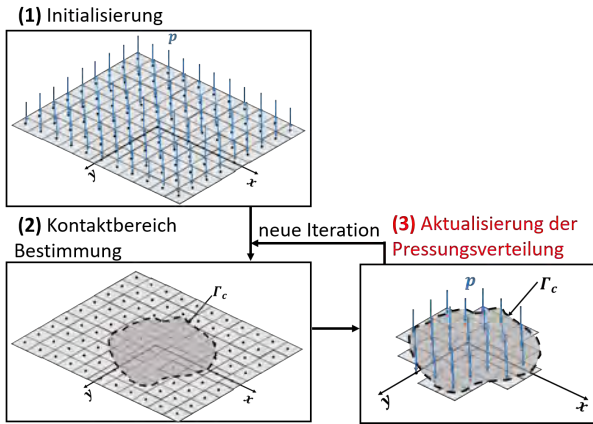 (1) Initialisierung
p
y
x
(2) Kontaktbereich
Bestimmung
neue Iteration
(3) Aktualisierung der
Pressungsverteilung
Γc
y
x
p
Γc
y
x